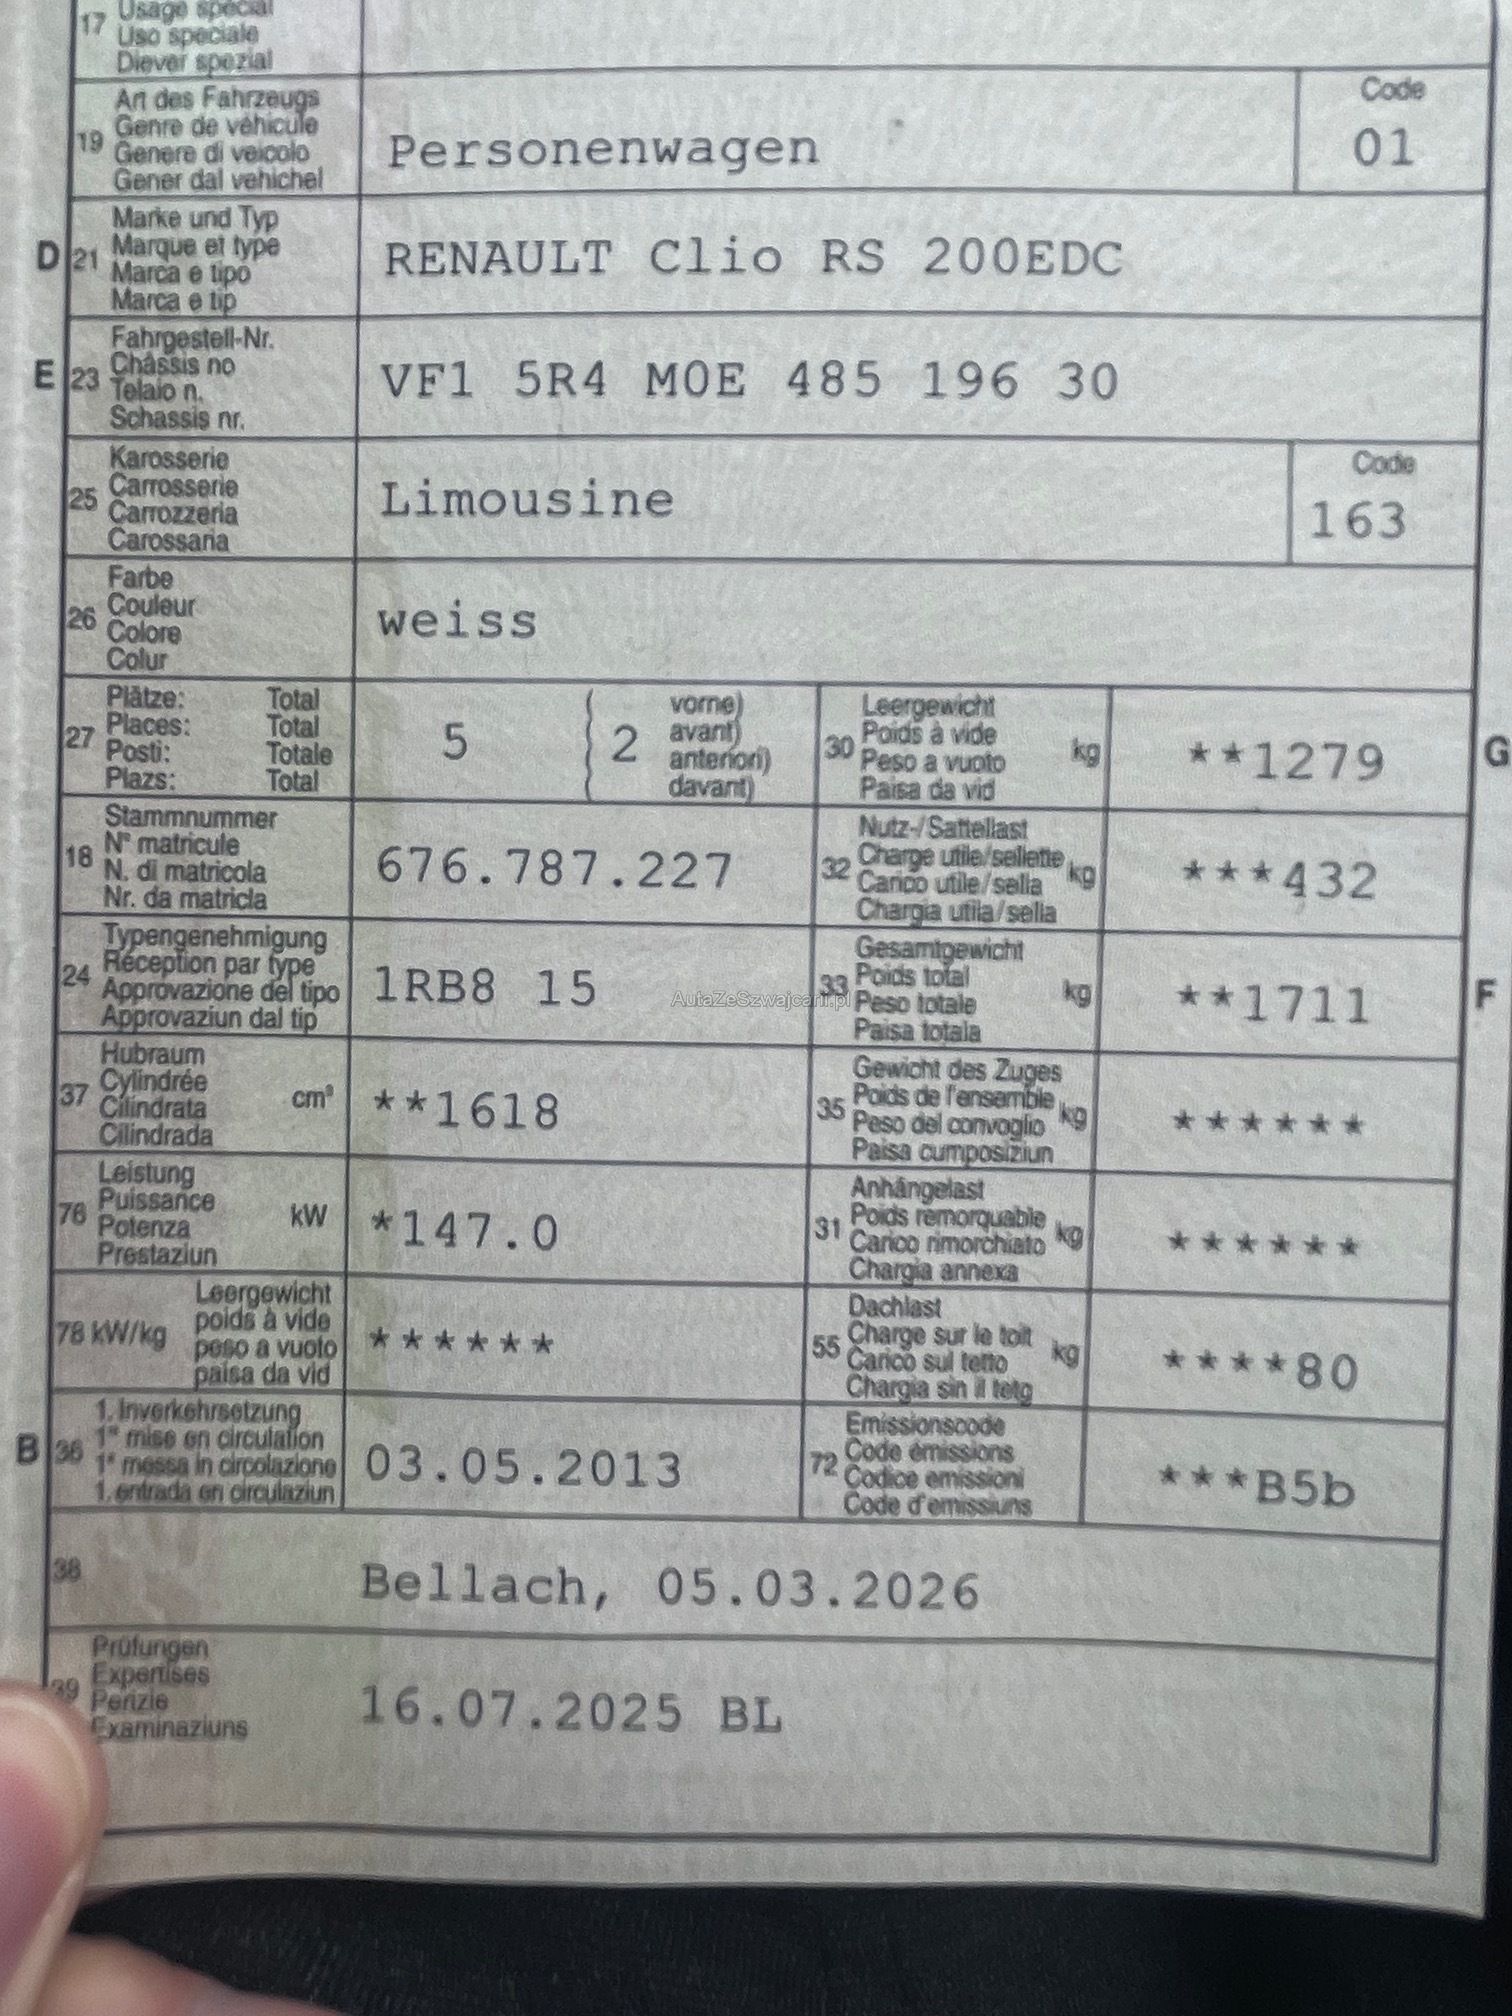 17
Usage spécial
Uso speciale
Diever spezial
19
Art des Fahrzeugs
Genre de véhicule
Genere di veicolo
Gener dal vehichel
Personenwagen
Code
01
D
21
Marke und Typ
Marque et type
Marca e tipo
Marca e tip
RENAULT Clio RS 200EDC
E
23
Fahrgestell-Nr.
Châssis no
Telaio n.
Schassis nr.
VF1 5R4 M0E 485 196 30
25
Karosserie
Carrosserie
Carrozzeria
Carossaria
Limousine
Code
163
26
Farbe
Couleur
Colore
Colur
weiss
27
Plätze: Total
Places: Total
Posti: Totale
Plazs: Total
5
2
vorne)
avant)
anteriori)
davant)
30
Leergewicht
Poids à vide
Peso a vuoto
Paisa da vid
kg
**1279
G
18
Stammnummer
N° matricule
N. di matricola
Nr. da matricla
676.787.227
32
Nutz-/Sattellast
Charge utile/sellette
Carico utile/sella
Chargia utila/sella
kg
***432
24
Typengenehmigung
Réception par type
Approvazione del tipo
Approvaziun dal tip
1RB8 15
33
Gesamtgewicht
Poids total
Peso totale
Paisa totala
kg
**1711
F
AutaZeSzwajcarii.pl
37
Hubraum
Cylindrée
Cilindrata
Cilindrada
cm³
**1618
35
Gewicht des Zuges
Poids de l'ensemble
Peso del convoglio
Paisa cumposiziun
kg
******
76
Leistung
Puissance
Potenza
Prestaziun
kW
*147.0
31
Anhängelast
Poids remorquable
Carico rimorchiato
Chargia annexa
kg
******
78 kW/kg
Leergewicht
poids à vide
peso a vuoto
paisa da vid
******
55
Dachlast
Charge sur le toit
Carico sul tetto
Chargia sin il tetg
kg
****80
B
36
1. Inverkehrsetzung
1re mise en circulation
1a messa in circolazione
1. entrada en circulaziun
03.05.2013
72
Emissionscode
Code émissions
Codice emissioni
Code d'emissiuns
***B5b
38
Bellach, 05.03.2026
39
Prüfungen
Expertises
Perizie
Examinaziuns
16.07.2025 BL